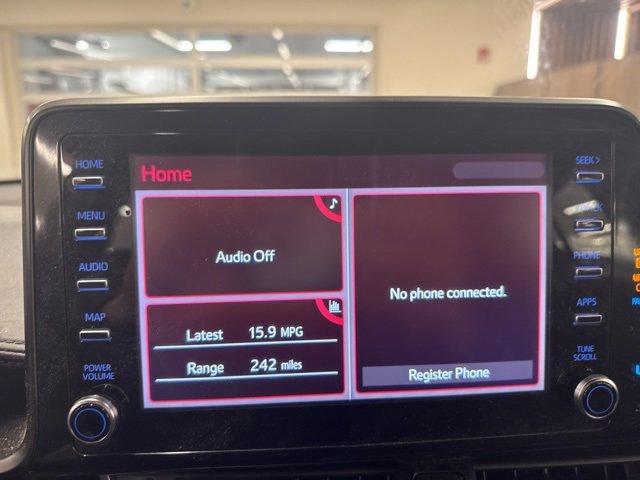 HOME
MENU
AUDIO
MAP
POWER
VOLUME
Home
Audio Off
Latest 15.9 MPG
Range 242 miles
No phone connected.
Register Phone
SEEK >
PHONE
APPS
TUNE
SCROLL